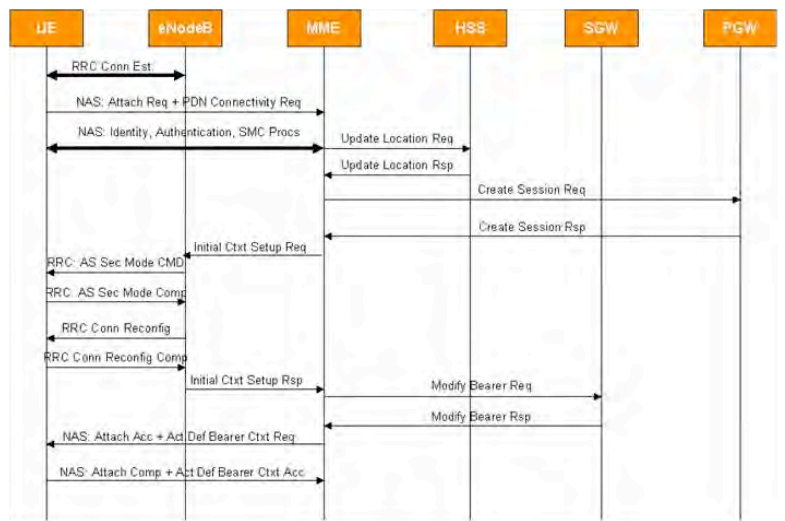 UE
eNodeB
MME
HSS
SGW
PGW
RRC Conn Est
NAS: Attach Req + PDN Connectivity Req
NAS: Identity, Authentication, SMC Procs
Update Location Req
Update Location Rsp
Create Session Req
Create Session Rsp
Initial Ctxt Setup Req
RRC: AS Sec Mode CMD
RRC: AS Sec Mode Comp
RRC Conn Reconfig
RRC Conn Reconfig Comp
Initial Ctxt Setup Rsp
Modify Bearer Req
Modify Bearer Rsp
NAS: Attach Acc + Act Def Bearer Ctxt Req
NAS: Attach Comp + Act Def Bearer Ctxt Acc